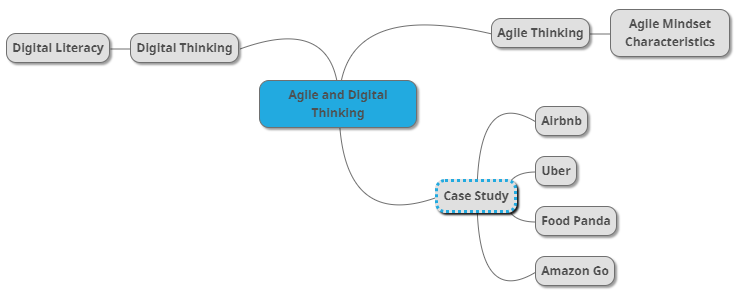 Digital Literacy
Digital Thinking
Agile and Digital
Thinking
Agile Thinking
Agile Mindset
Characteristics
Case Study
Airbnb
Uber
Food Panda
Amazon Go